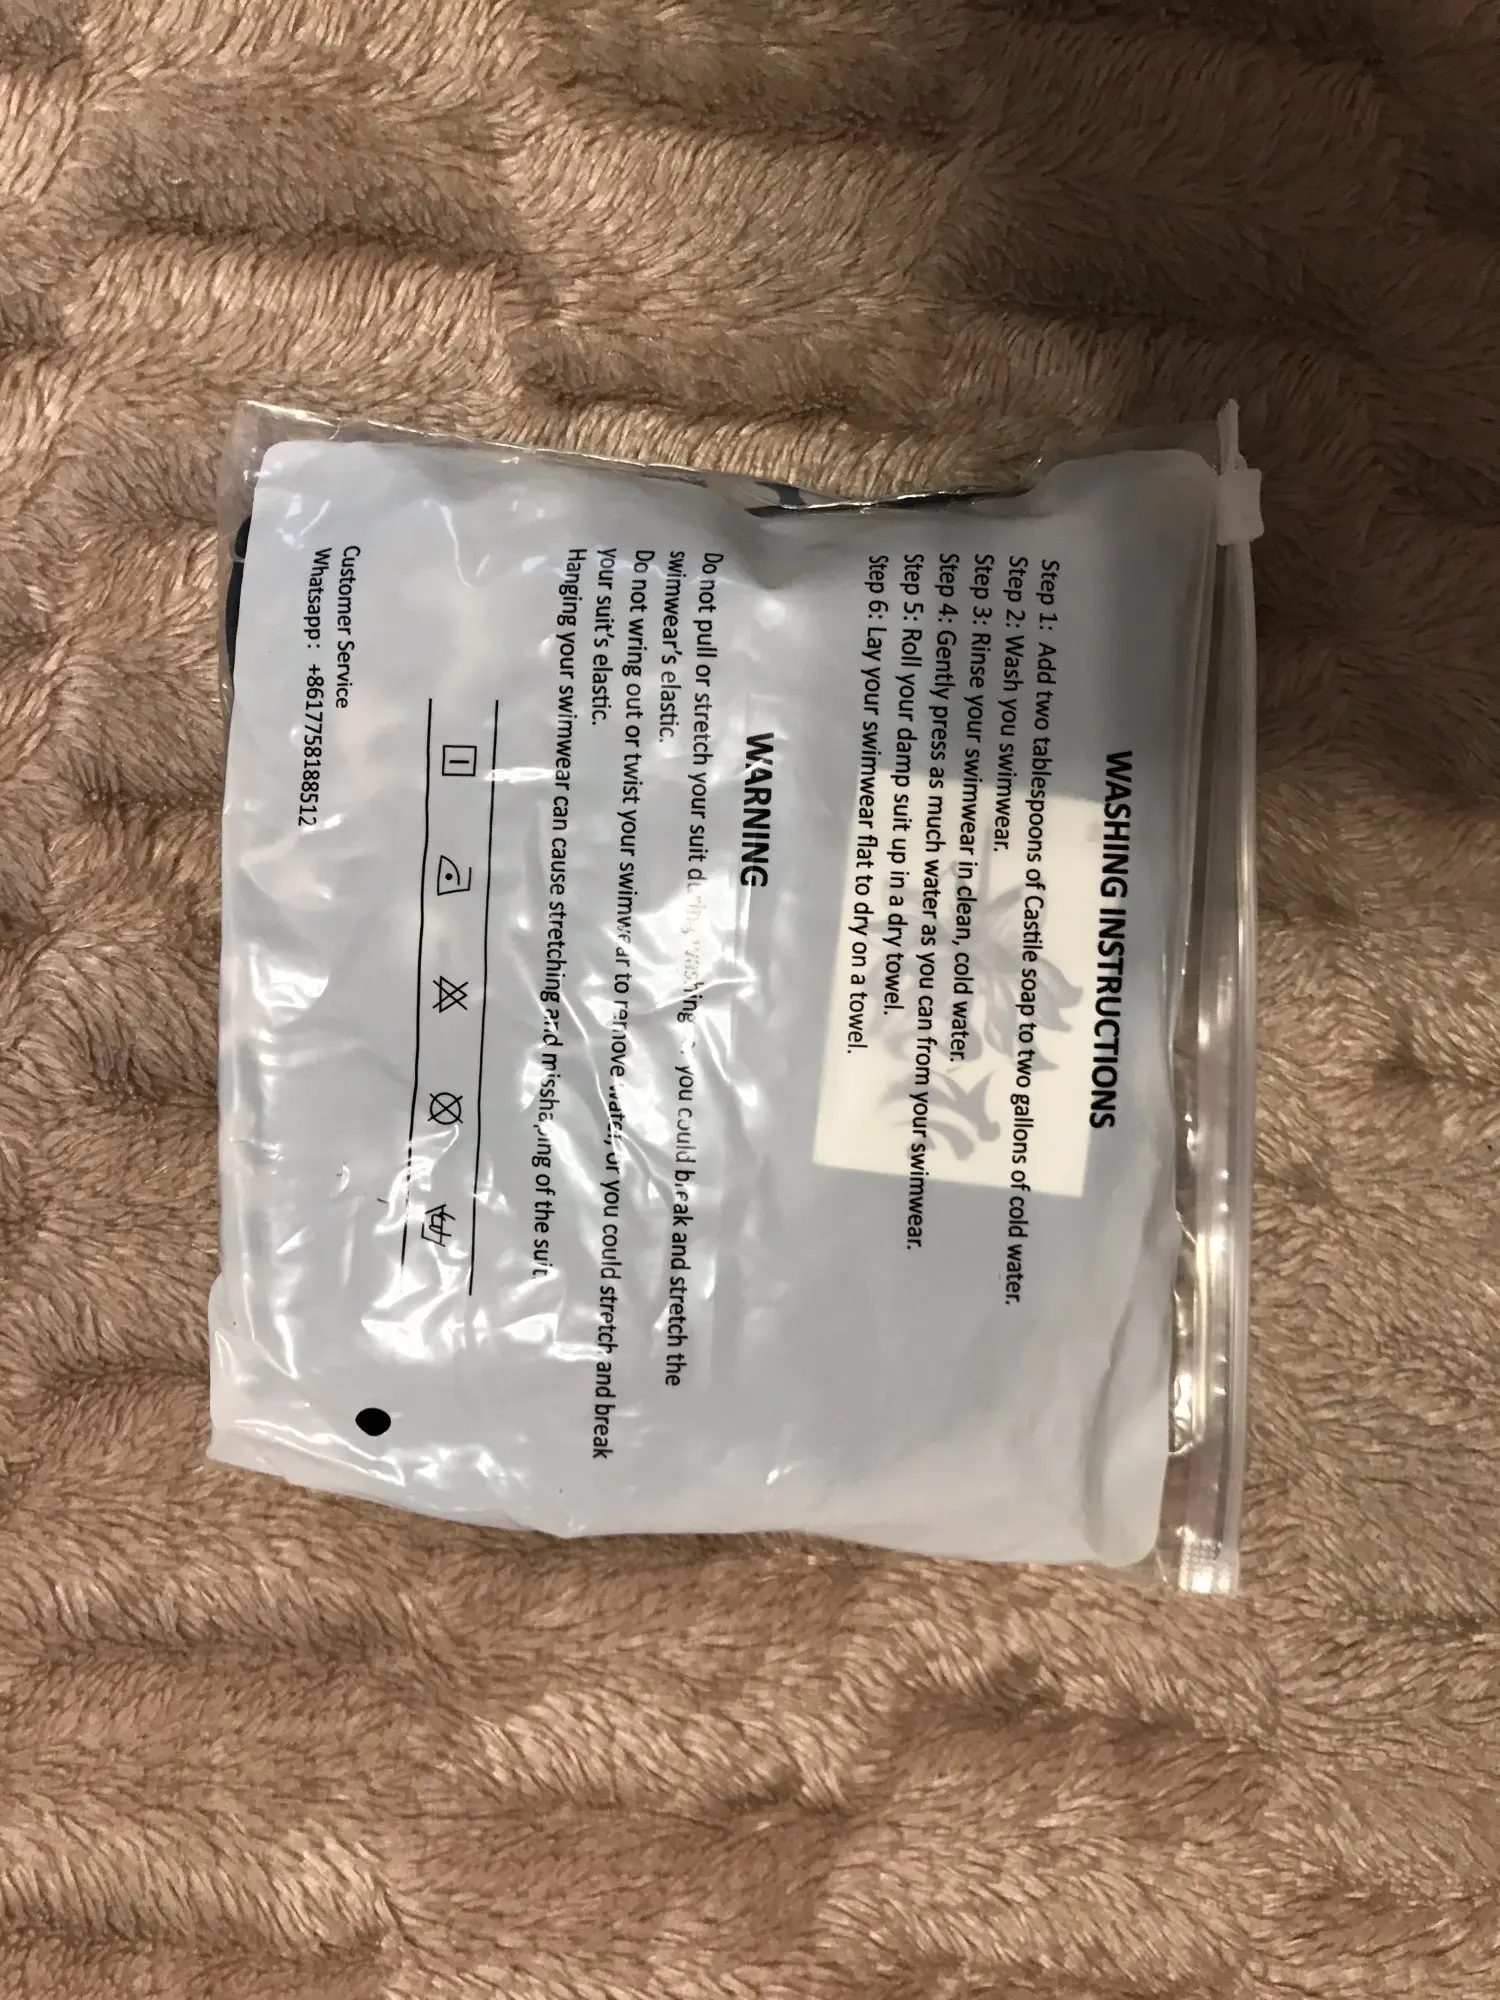 WASHING INSTRUCTIONS
Step 1: Add two tablespoons of Castile soap to two gallons of cold water.
Step 2: Wash you swimwear.
Step 3: Rinse your swimwear in clean, cold water.
Step 4: Gently press as much water as you can from your swimwear.
Step 5: Roll your damp suit up in a dry towel.
Step 6: Lay your swimwear flat to dry on a towel.
WARNING
Do not pull or stretch your suit during washing or you could break and stretch the
swimwear's elastic.
Do not wring out or twist your swimwear to remove water, or you could stretch and break
your suit's elastic.
Hanging your swimwear can cause stretching and misshaping of the suit.
Customer Service
Whatsapp: +8617758188512